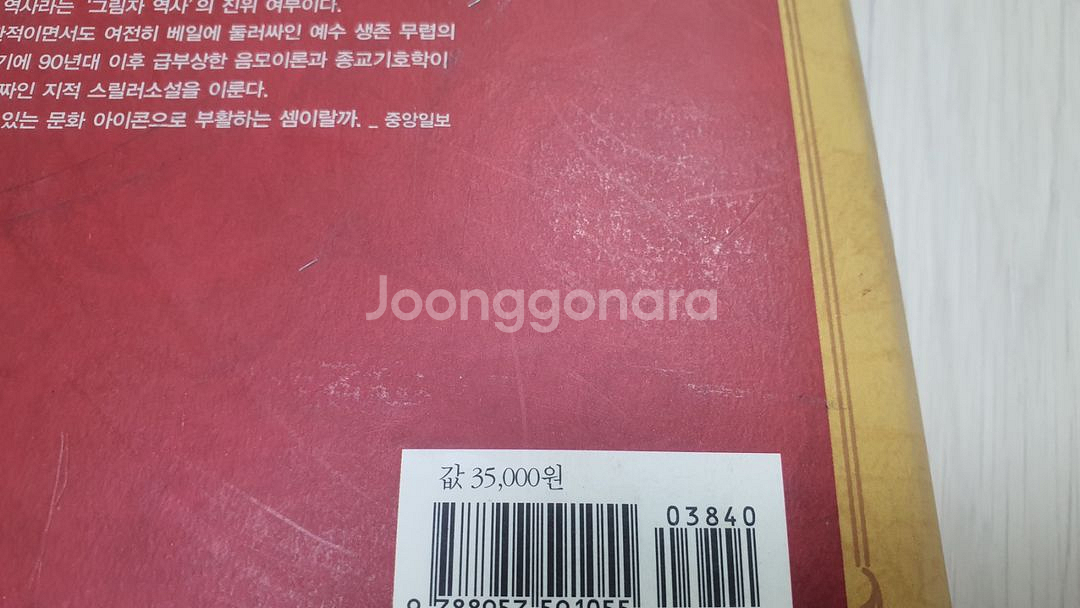 역사라는 '그림자 역사'의 진위 여부이다.
단적이면서도 여전히 베일에 둘러싸인 예수 생존 무렵의
기에 90년대 이후 급부상한 음모이론과 종교기호학이
짜인 지적 스릴러소설을 이룬다.
있는 문화 아이콘으로 부활하는 셈이랄까. _ 중앙일보
Joonggonara
값 35,000원
03840
9 788957 591055